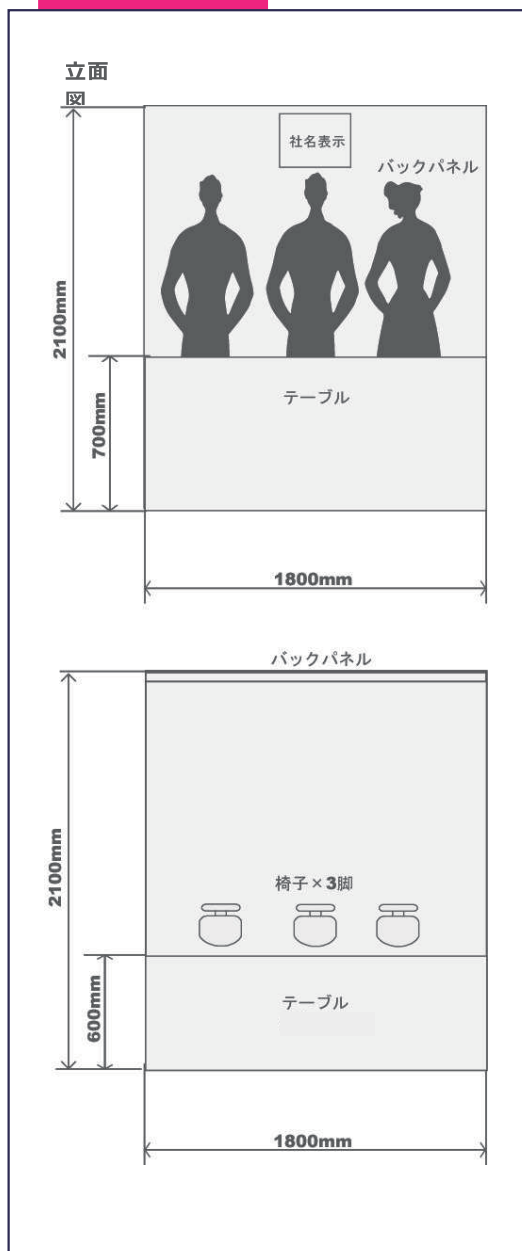 立面
図
社名表示
バックパネル
2100mm
700mm
テーブル
1800mm
バックパネル
2100mm
椅子×3脚
600mm
テーブル
1800mm